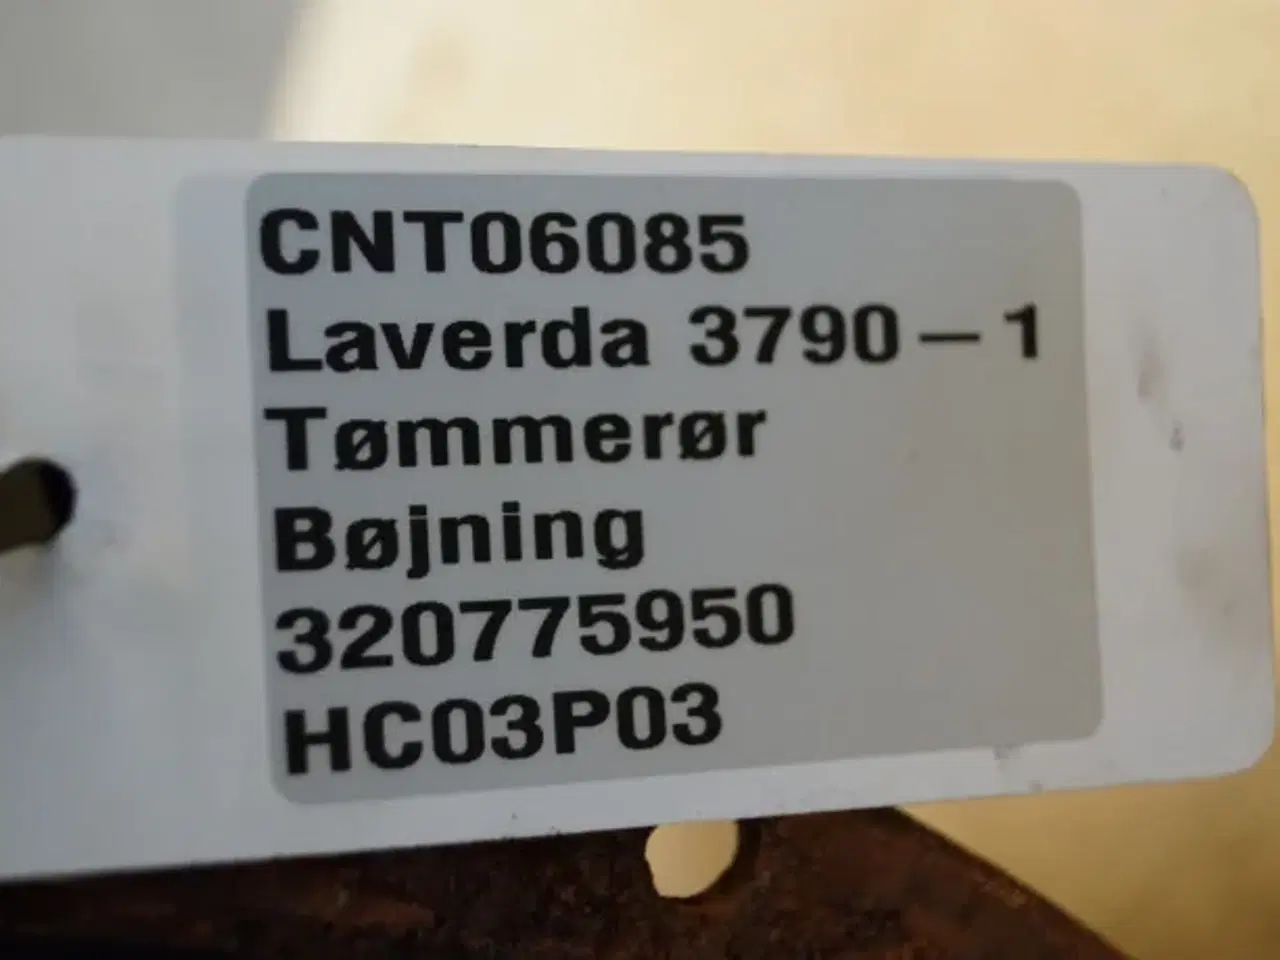 CNT06085
Laverda 3790-1
Tømmerør
Bøjning
320775950
HC03P03